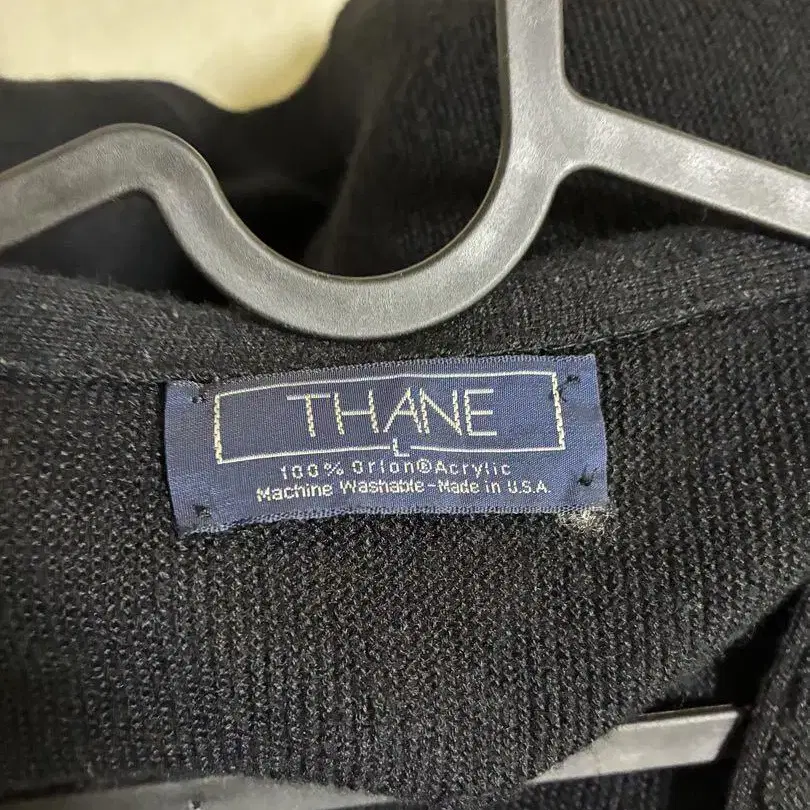 THANE
L
100% Orlon®Acrylic
Machine Washable-Made in U.S.A.